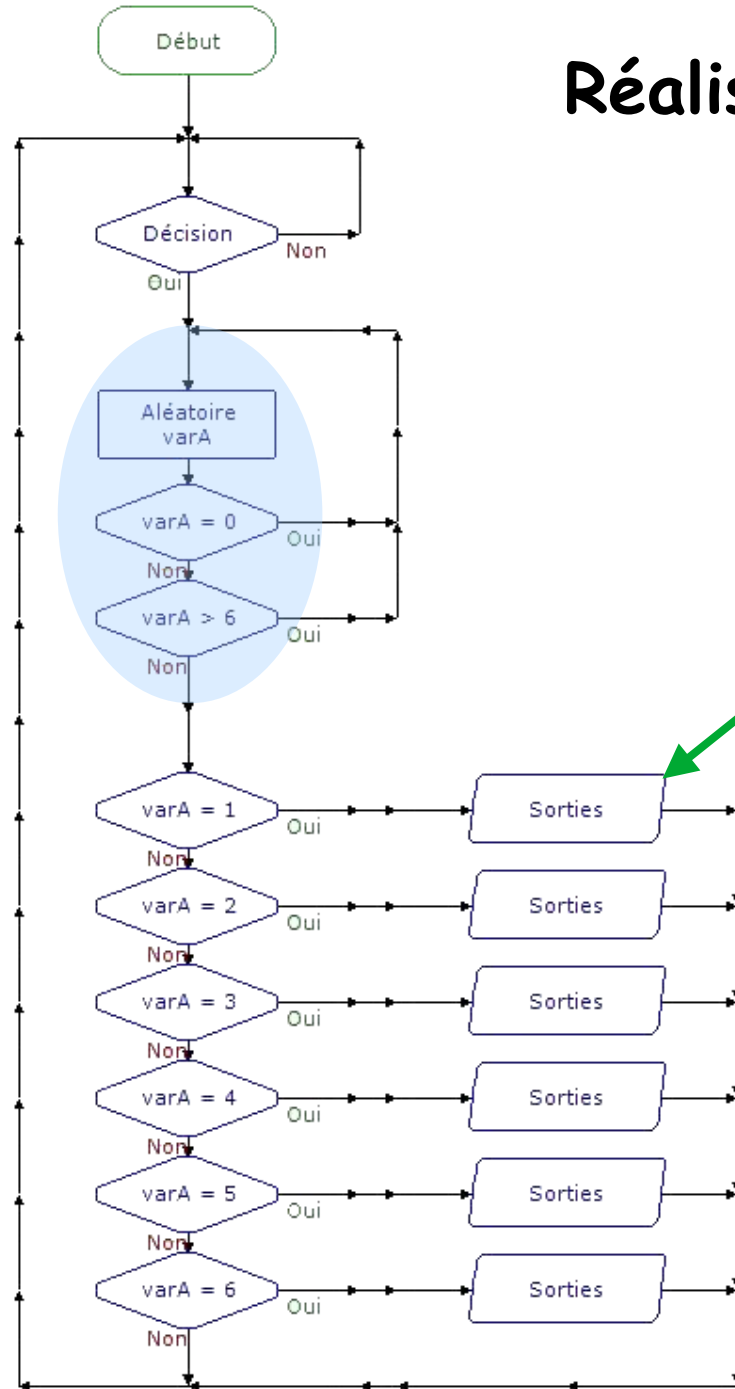 Début
Réalis
Décision
Non
Oui
Aléatoire
varA
varA = 0
Oui
Non
varA > 6
Oui
Non
varA = 1
Oui
Sorties
Non
varA = 2
Oui
Sorties
Non
varA = 3
Oui
Sorties
Non
varA = 4
Oui
Sorties
Non
varA = 5
Oui
Sorties
Non
varA = 6
Oui
Sorties
Non